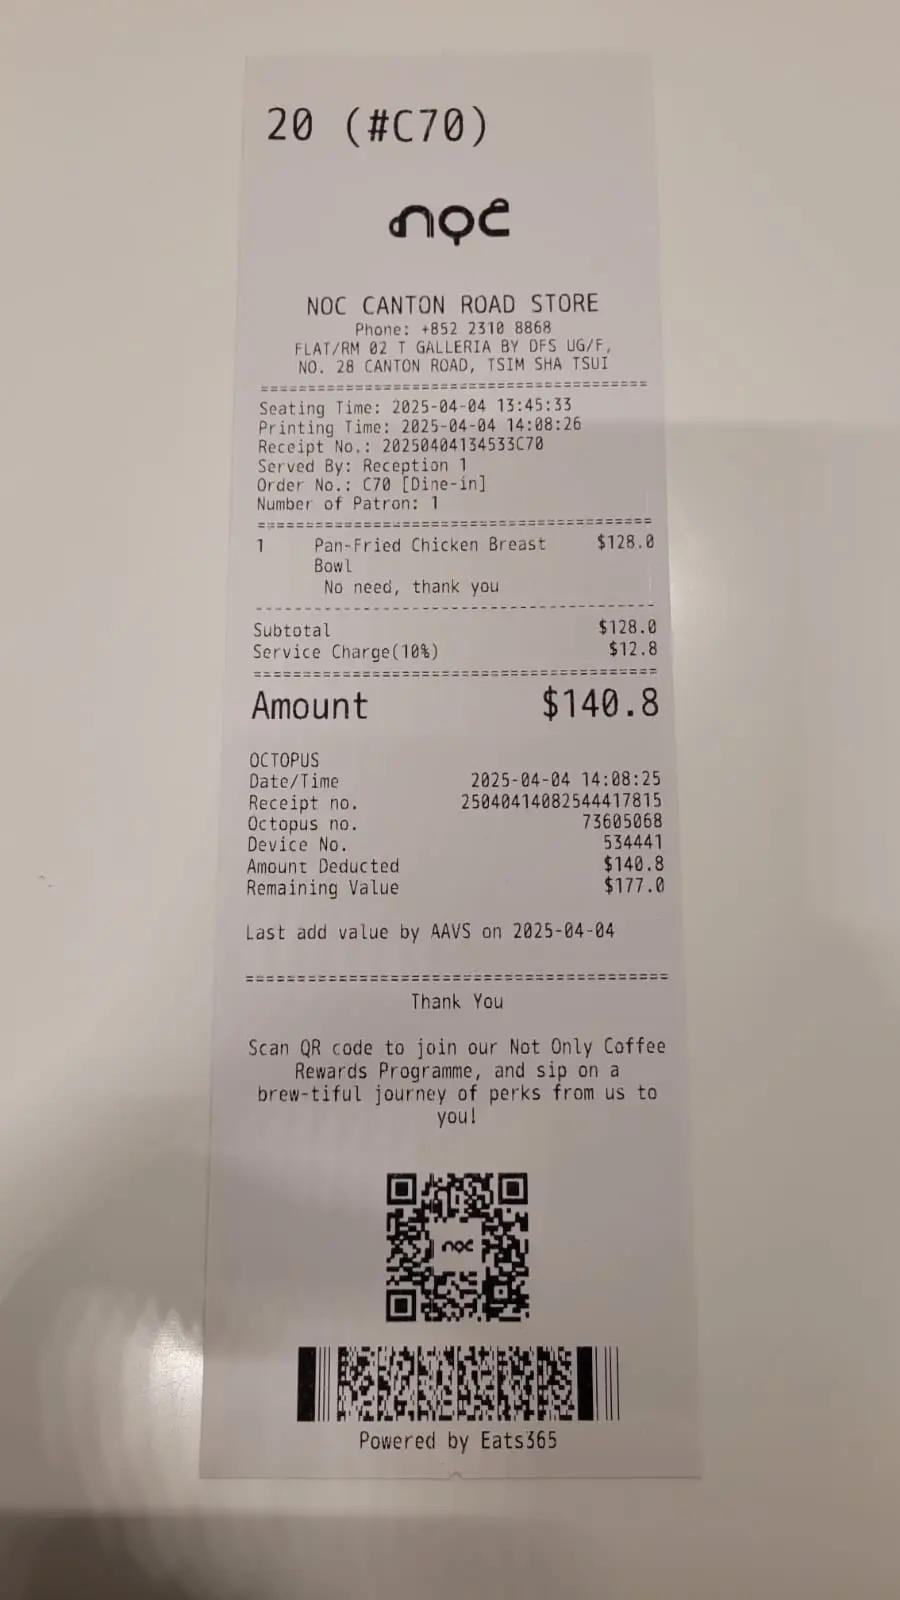 20 (#C70)
noc
NOC CANTON ROAD STORE
Phone: +852 2310 8868
FLAT/RM 02 T GALLERIA BY DFS UG/F,
NO. 28 CANTON ROAD, TSIM SHA TSUI
Seating Time: 2025-04-04 13:45:33
Printing Time: 2025-04-04 14:08:26
Receipt No.: 20250404134533C70
Served By: Reception 1
Order No.: C70 [Dine-in]
Number of Patron: 1
1 Pan-Fried Chicken Breast $128.0
Bowl
No need, thank you
Subtotal $128.0
Service Charge(10%) $12.8
Amount $140.8
OCTOPUS
Date/Time 2025-04-04 14:08:25
Receipt no. 25040414082544417815
Octopus no. 73605068
Device No. 534441
Amount Deducted $140.8
Remaining Value $177.0
Last add value by AAVS on 2025-04-04
Thank You
Scan QR code to join our Not Only Coffee
Rewards Programme, and sip on a
brew-tiful journey of perks from us to
you!
noc
Powered by Eats365